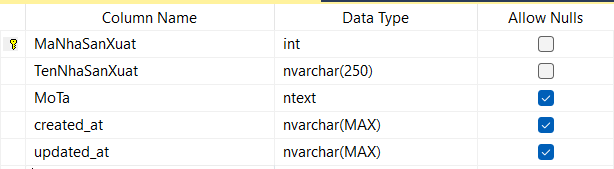 Column Name Data Type Allow Nulls
MaNhaSanXuat int
TenNhaSanXuat nvarchar(250)
MoTa ntext
created_at nvarchar(MAX)
updated_at nvarchar(MAX)